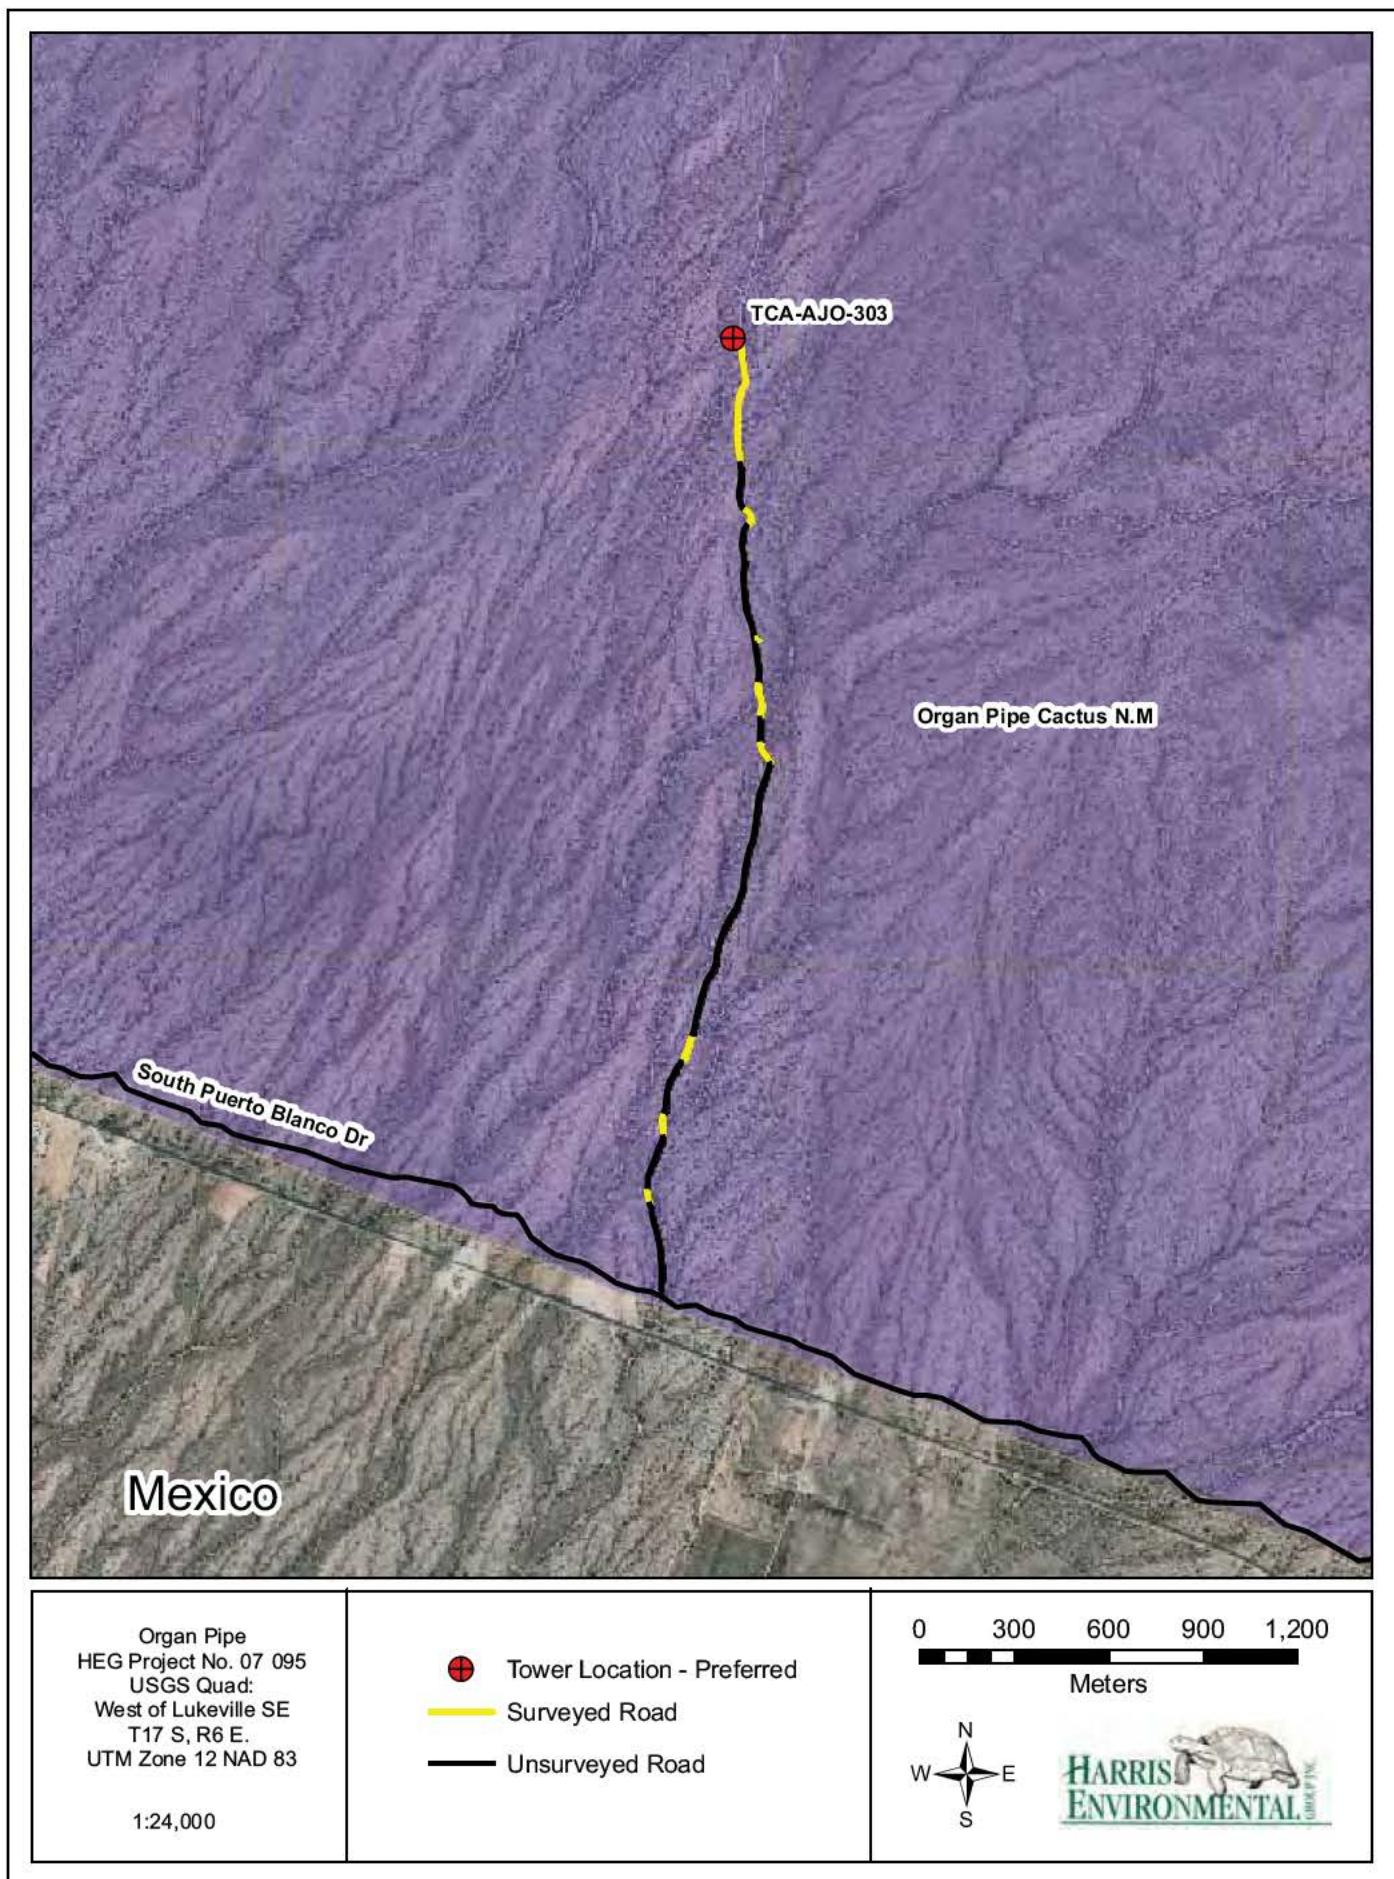 TCA-AJO-303
Organ Pipe Cactus N.M
South Puerto Blanco Dr
Mexico
Organ Pipe
HEG Project No. 07 095
USGS Quad:
West of Lukeville SE
T17 S, R6 E.
UTM Zone 12 NAD 83
1:24,000
Tower Location - Preferred
Surveyed Road
Unsurveyed Road
0 300 600 900 1,200
Meters
N
W E
S
HARRIS
ENVIRONMENTAL
GROUP INC